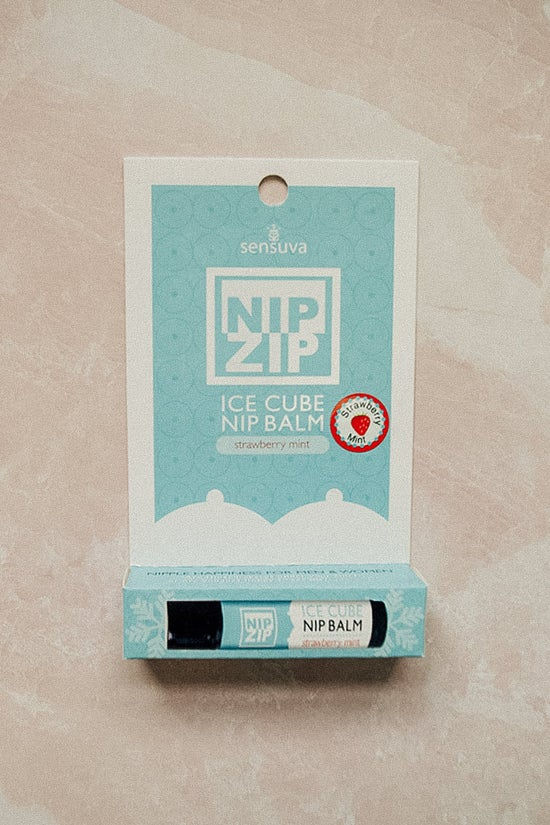 sensuva
NIP
ZIP
ICE CUBE
NIP BALM
strawberry mint
Strawberry
Mint
NIPPLE HAPPINESS FOR MEN & WOMEN
NIP
ZIP
ICE CUBE
NIP BALM
strawberry mint